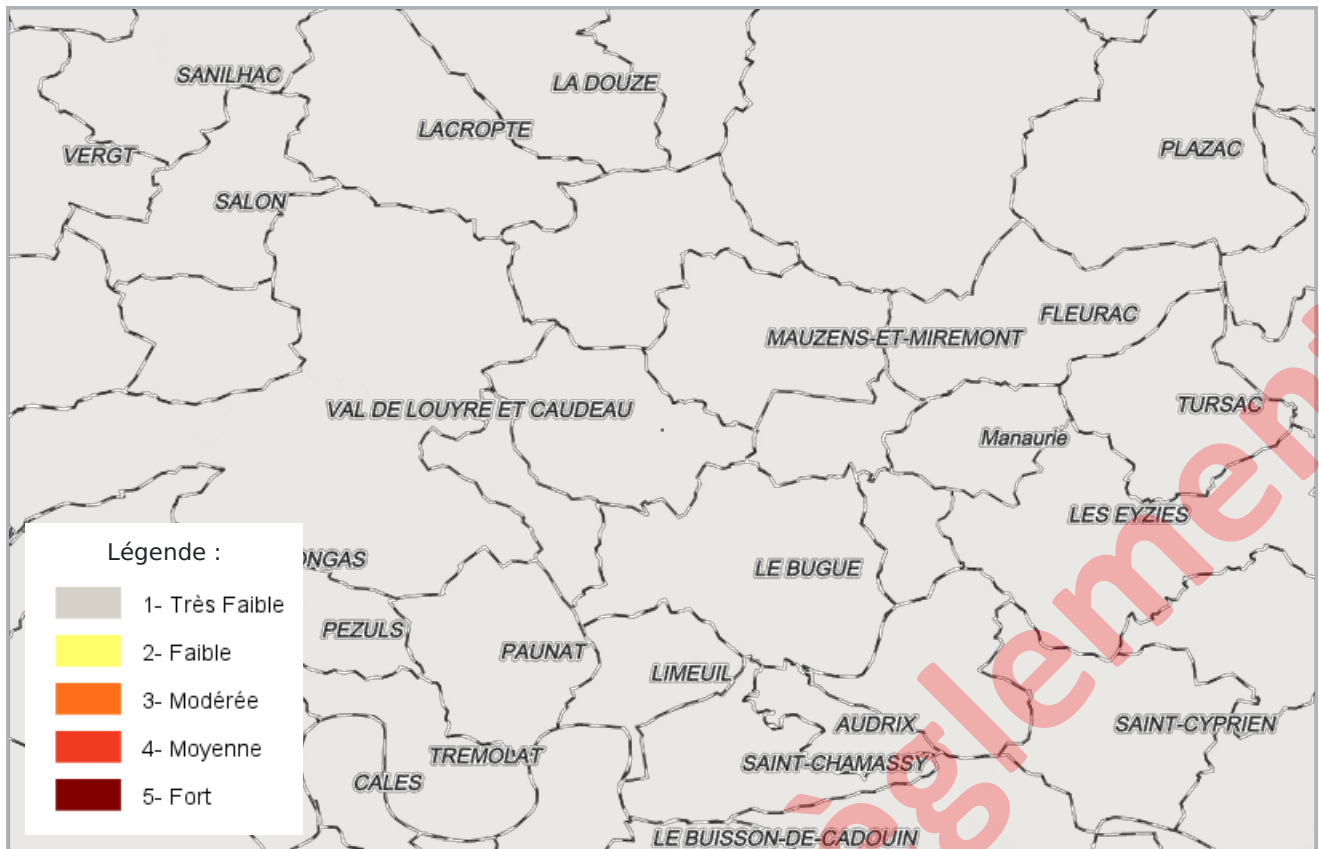 SANILHAC
LA DOUZE
LACROPTE
VERGT
PLAZAC
SALON
FLEURAC
MAUZENS-ET-MIREMONT
TURSAC
VAL DE LOUYRE ET CAUDEAU
Manaurie
LES EYZIES
ONGAS
LE BUGUE
PEZULS
PAUNAT
LIMEUIL
AUDRIX
SAINT-CYPRIEN
TREMOLAT
SAINT-CHAMASSY
CALES
LE BUISSON-DE-CADOUIN
Légende :
1- Très Faible
2- Faible
3- Modérée
4- Moyenne
5- Fort
èglement